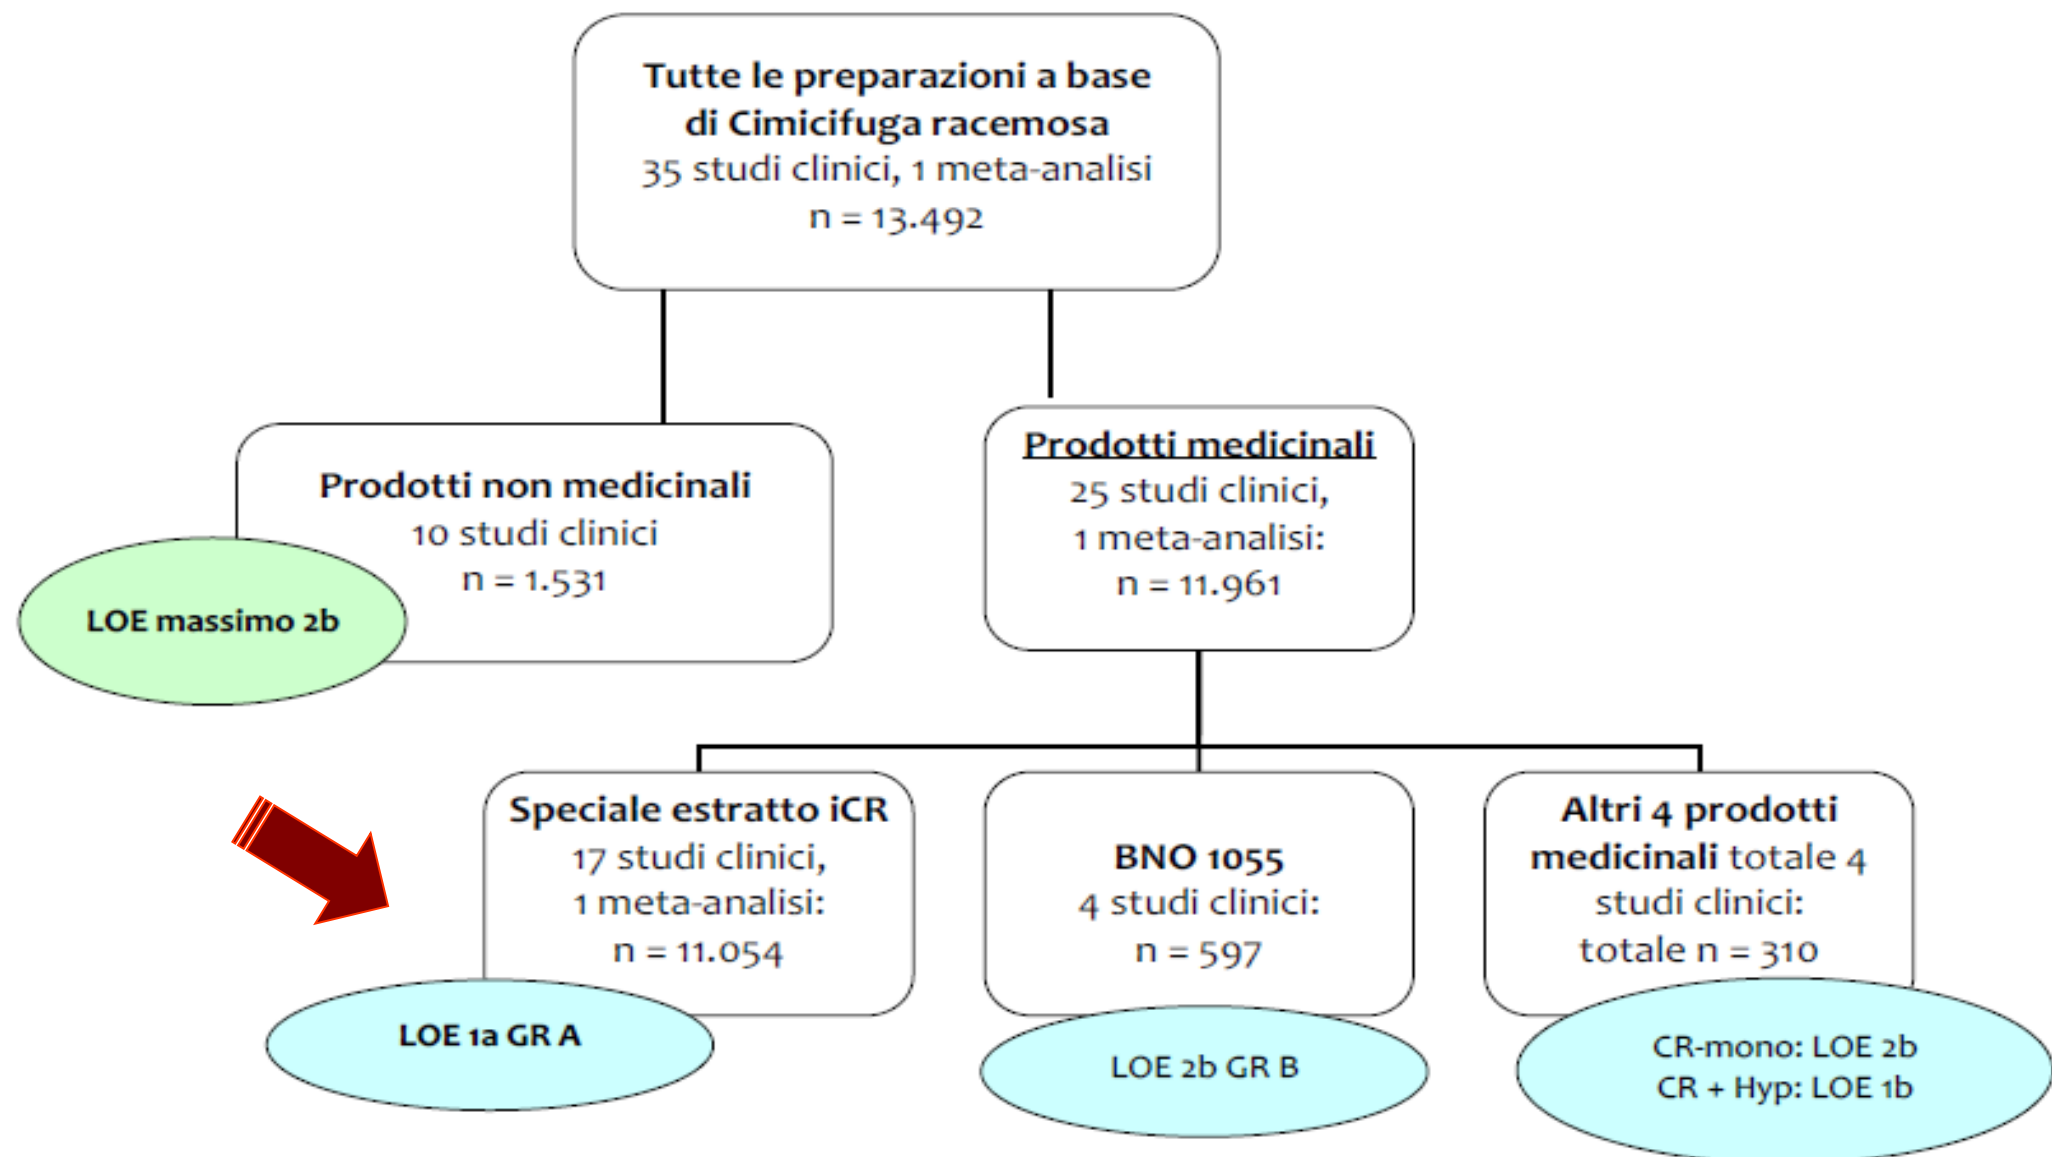 Tutte le preparazioni a base
di Cimicifuga racemosa
35 studi clinici, 1 meta-analisi
n = 13.492
Prodotti non medicinali
10 studi clinici
n = 1.531
LOE massimo 2b
Prodotti medicinali
25 studi clinici,
1 meta-analisi:
n = 11.961
Speciale estratto iCR
17 studi clinici,
1 meta-analisi:
n = 11.054
LOE 1a GR A
BNO 1055
4 studi clinici:
n = 597
LOE 2b GR B
Altri 4 prodotti
medicinali totale 4
studi clinici:
totale n = 310
CR-mono: LOE 2b
CR + Hyp: LOE 1b